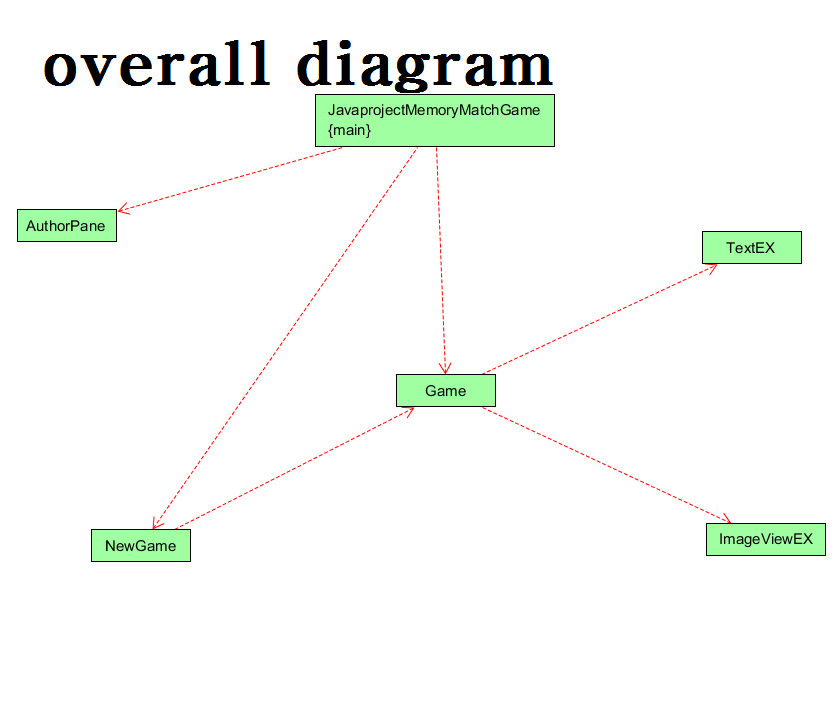 overall diagram
JavaprojectMemoryMatchGame
{main}
AuthorPane
TextEX
Game
NewGame
ImageViewEX